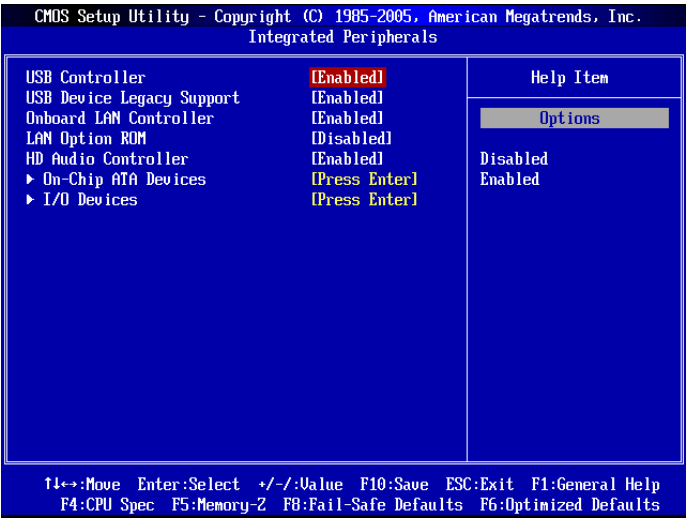 CMOS Setup Utility - Copyright (C) 1985-2005, American Megatrends, Inc.
Integrated Peripherals
USB Controller [Enabled]
USB Device Legacy Support [Enabled]
Onboard LAN Controller [Enabled]
LAN Option ROM [Disabled]
HD Audio Controller [Enabled]
▶ On-Chip ATA Devices [Press Enter]
▶ I/O Devices [Press Enter]
Help Item
Options
Disabled
Enabled
↑↓←→:Move Enter:Select +/-/:Value F10:Save ESC:Exit F1:General Help
F4:CPU Spec F5:Memory-Z F8:Fail-Safe Defaults F6:Optimized Defaults